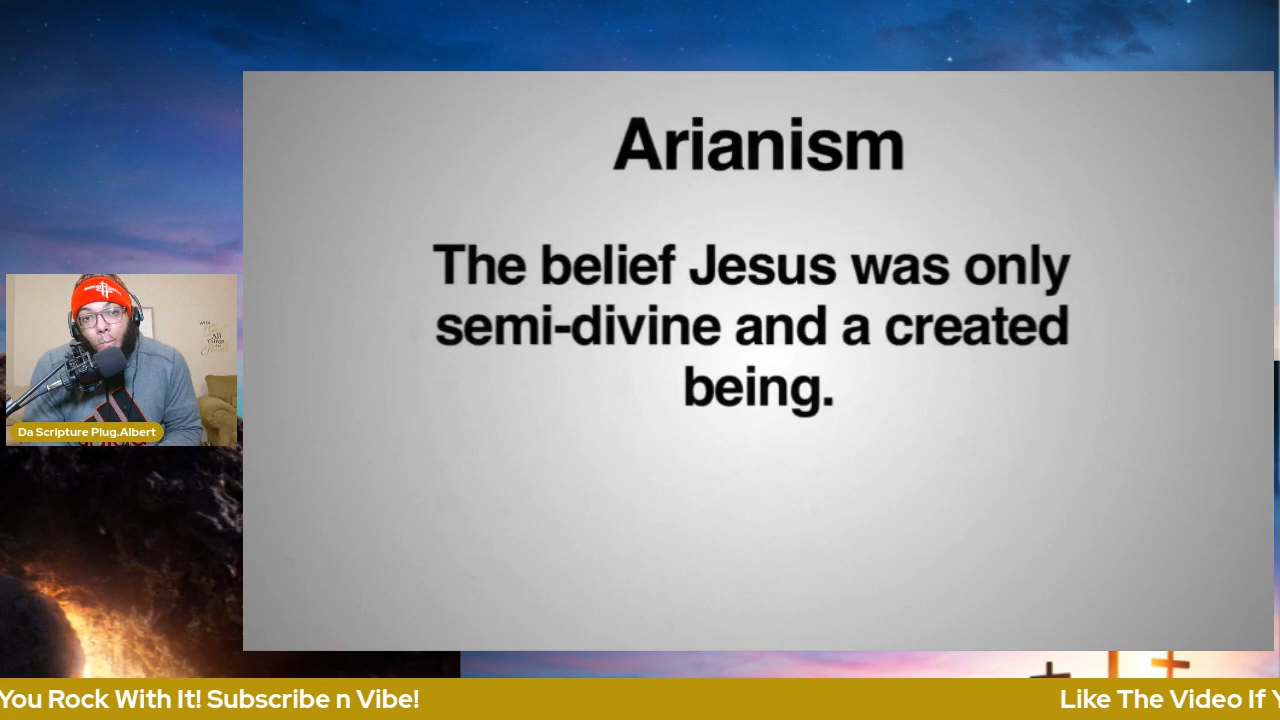 Arianism
The belief Jesus was only
semi-divine and a created
being.
Da Scripture Plug.Albert
You Rock With It! Subscribe n Vibe!
Like The Video If Y